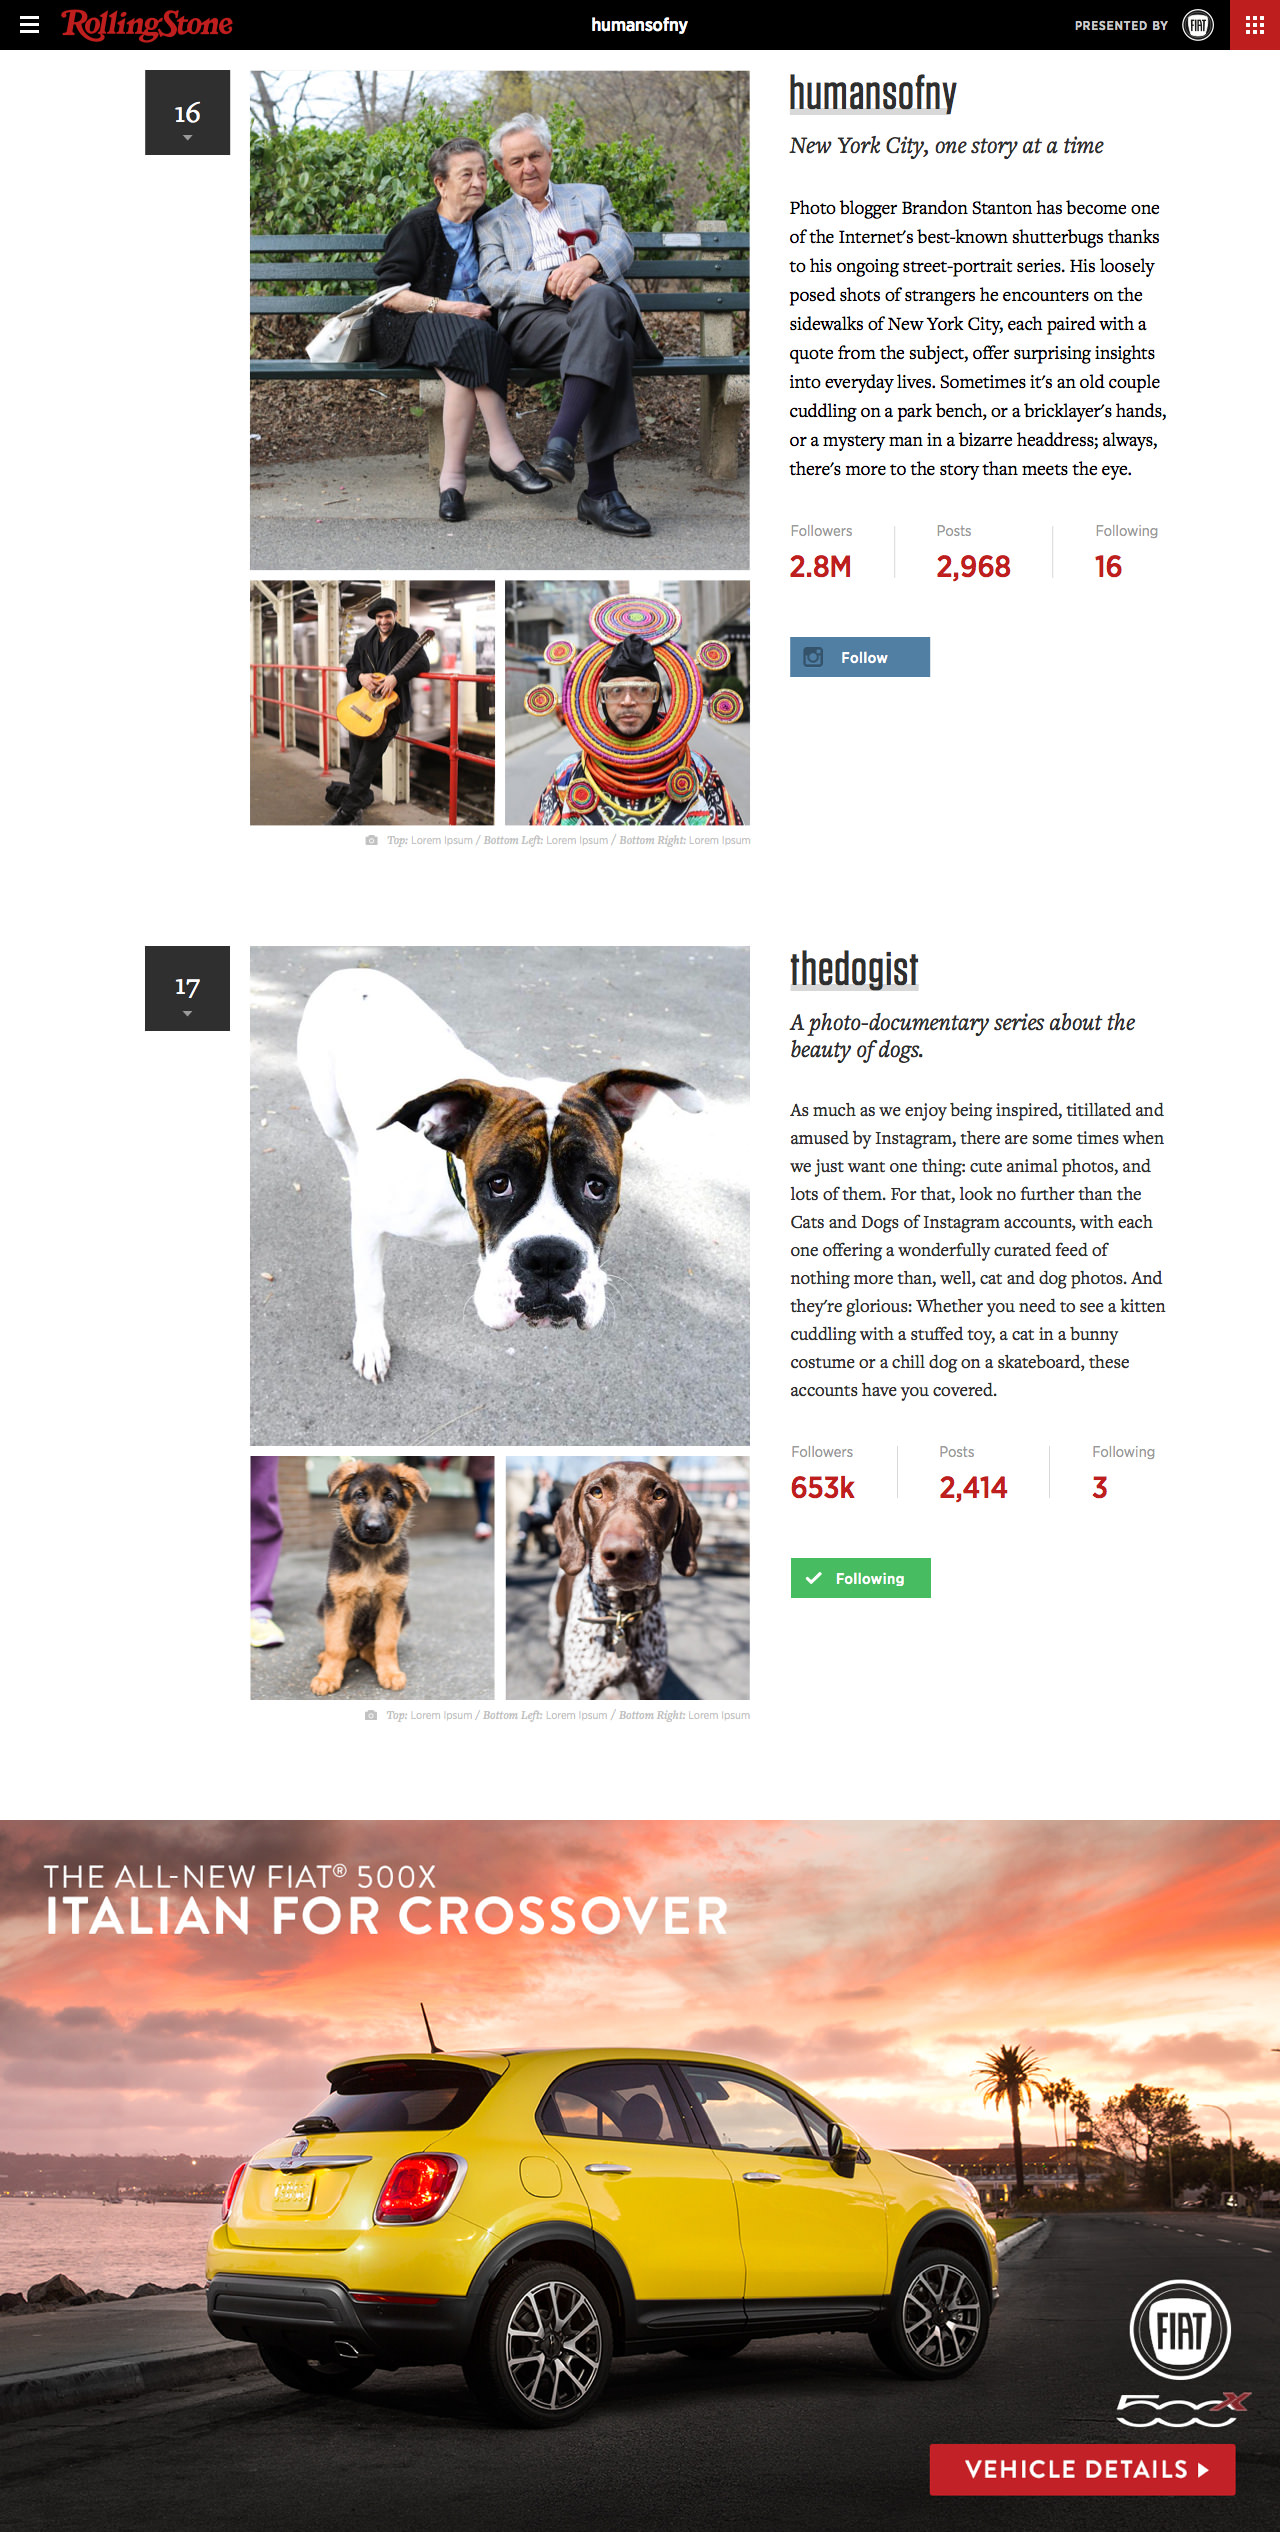 RollingStone
humansofny
PRESENTED BY
FIAT
16
humansofny
New York City, one story at a time
Photo blogger Brandon Stanton has become one
of the Internet's best-known shutterbugs thanks
to his ongoing street-portrait series. His loosely
posed shots of strangers he encounters on the
sidewalks of New York City, each paired with a
quote from the subject, offer surprising insights
into everyday lives. Sometimes it's an old couple
cuddling on a park bench, or a bricklayer's hands,
or a mystery man in a bizarre headdress; always,
there's more to the story than meets the eye.
Followers Posts Following
2.8M 2,968 16
Follow
Top: Lorem Ipsum / Bottom Left: Lorem Ipsum / Bottom Right: Lorem Ipsum
17
thedogist
A photo-documentary series about the
beauty of dogs.
As much as we enjoy being inspired, titillated and
amused by Instagram, there are some times when
we just want one thing: cute animal photos, and
lots of them. For that, look no further than the
Cats and Dogs of Instagram accounts, with each
one offering a wonderfully curated feed of
nothing more than, well, cat and dog photos. And
they're glorious: Whether you need to see a kitten
cuddling with a stuffed toy, a cat in a bunny
costume or a chill dog on a skateboard, these
accounts have you covered.
Followers Posts Following
653k 2,414 3
Following
Top: Lorem Ipsum / Bottom Left: Lorem Ipsum / Bottom Right: Lorem Ipsum
THE ALL-NEW FIAT® 500X
ITALIAN FOR CROSSOVER
FIAT
500X
VEHICLE DETAILS